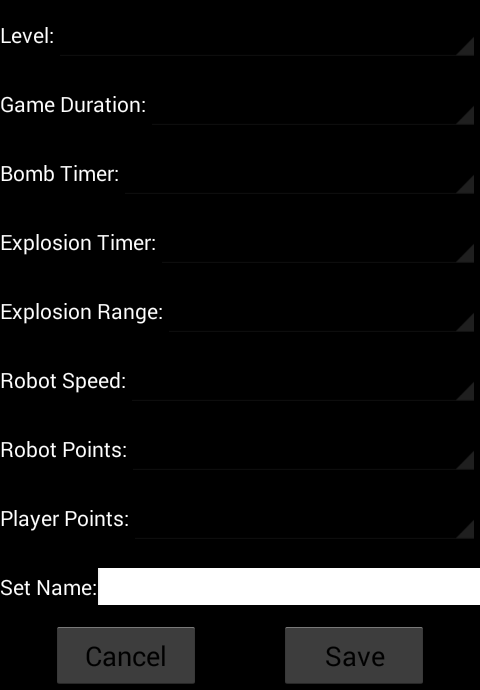 Level:
Game Duration:
Bomb Timer:
Explosion Timer:
Explosion Range:
Robot Speed:
Robot Points:
Player Points:
Set Name:
Cancel Save